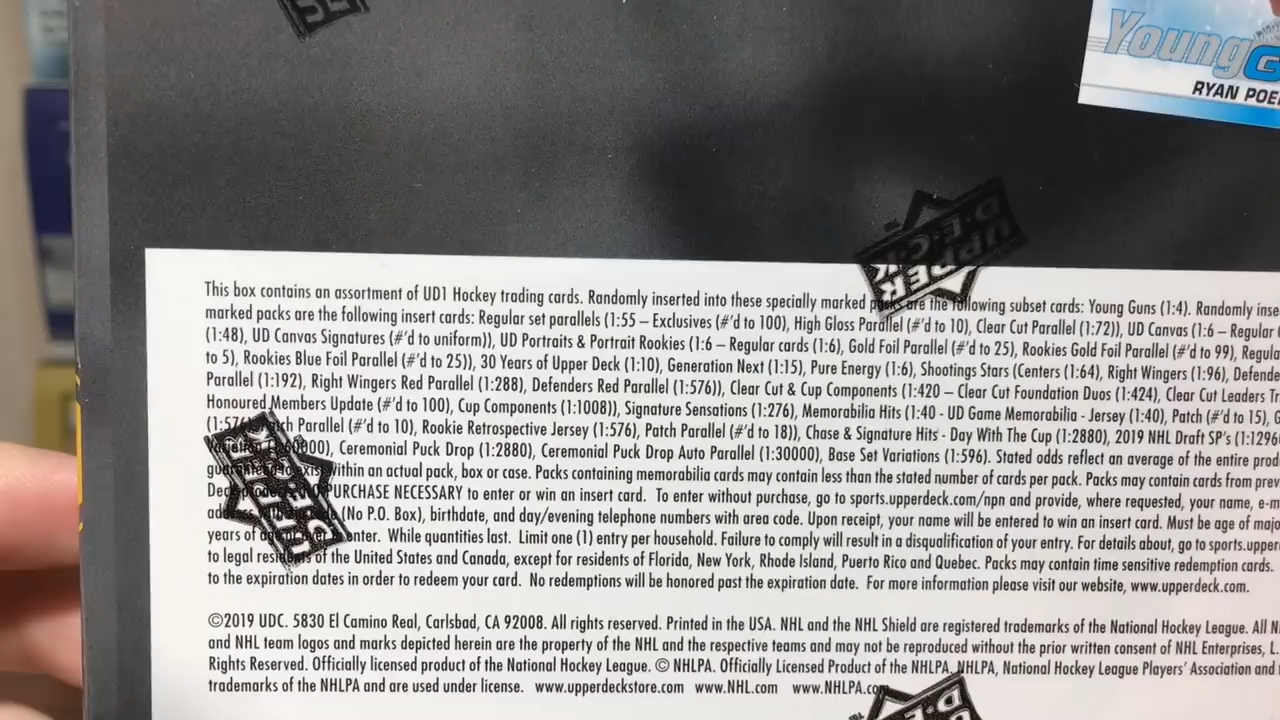 Young G
RYAN POE
UPPER
D·E·C·K
This box contains an assortment of UD1 Hockey trading cards. Randomly inserted into these specially marked packs are the following subset cards: Young Guns (1:4). Randomly inse
marked packs are the following insert cards: Regular set parallels (1:55 – Exclusives (#'d to 100), High Gloss Parallel (#'d to 10), Clear Cut Parallel (1:72)), UD Canvas (1:6 – Regular
(1:48), UD Canvas Signatures (#'d to uniform)), UD Portraits & Portrait Rookies (1:6 – Regular cards (1:6), Gold Foil Parallel (#'d to 25), Rookies Gold Foil Parallel (#'d to 99), Regula
to 5), Rookies Blue Foil Parallel (#'d to 25)), 30 Years of Upper Deck (1:10), Generation Next (1:15), Pure Energy (1:6), Shootings Stars (Centers (1:64), Right Wingers (1:96), Defende
Parallel (1:192), Right Wingers Red Parallel (1:288), Defenders Red Parallel (1:576)), Clear Cut & Cup Components (1:420 – Clear Cut Foundation Duos (1:424), Clear Cut Leaders Tr
Honoured Members Update (#'d to 100), Cup Components (1:1008)), Signature Sensations (1:276), Memorabilia Hits (1:40 - UD Game Memorabilia - Jersey (1:40), Patch (#'d to 15),
(1:576), Patch Parallel (#'d to 10), Rookie Retrospective Jersey (1:576), Patch Parallel (#'d to 18)), Chase & Signature Hits - Day With The Cup (1:2880), 2019 NHL Draft SP's (1:1296
Ceremonial Puck Drop (1:2880), Ceremonial Puck Drop Auto Parallel (1:30000), Base Set Variations (1:596). Stated odds reflect an average of the entire prod
guaranteed to exist within an actual pack, box or case. Packs containing memorabilia cards may contain less than the stated number of cards per pack. Packs may contain cards from prev
Deck products. NO PURCHASE NECESSARY to enter or win an insert card. To enter without purchase, go to sports.upperdeck.com/npn and provide, where requested, your name, e-m
address, (No P.O. Box), birthdate, and day/evening telephone numbers with area code. Upon receipt, your name will be entered to win an insert card. Must be age of maj
years of age or over to enter. While quantities last. Limit one (1) entry per household. Failure to comply will result in a disqualification of your entry. For details about, go to sports.upper
to legal residents of the United States and Canada, except for residents of Florida, New York, Rhode Island, Puerto Rico and Quebec. Packs may contain time sensitive redemption cards.
to the expiration dates in order to redeem your card. No redemptions will be honored past the expiration date. For more information please visit our website, www.upperdeck.com.
©2019 UDC. 5830 El Camino Real, Carlsbad, CA 92008. All rights reserved. Printed in the USA. NHL and the NHL Shield are registered trademarks of the National Hockey League. All N
and NHL team logos and marks depicted herein are the property of the NHL and the respective teams and may not be reproduced without the prior written consent of NHL Enterprises, L.
Rights Reserved. Officially licensed product of the National Hockey League. © NHLPA. Officially Licensed Product of the NHLPA. NHLPA, National Hockey League Players' Association and
trademarks of the NHLPA and are used under license. www.upperdeckstore.com www.NHL.com www.NHLPA.com